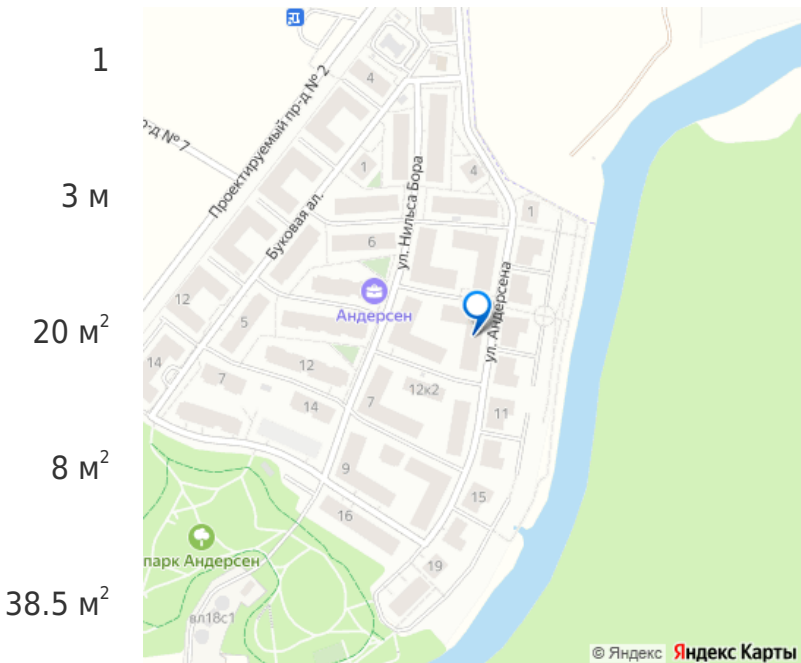 1
3 м
20 м²
8 м²
38.5 м²
4
Проектируемый пр-д № 2
р-д № 7
1
ул. Нильса Бора
4
1
Буковая ал.
6
ул. Андерсена
12
Андерсен
5
14
12
7
12к2
14
7
11
9
15
16
парк Андерсен
19
вл18с1
© Яндекс Яндекс Карты